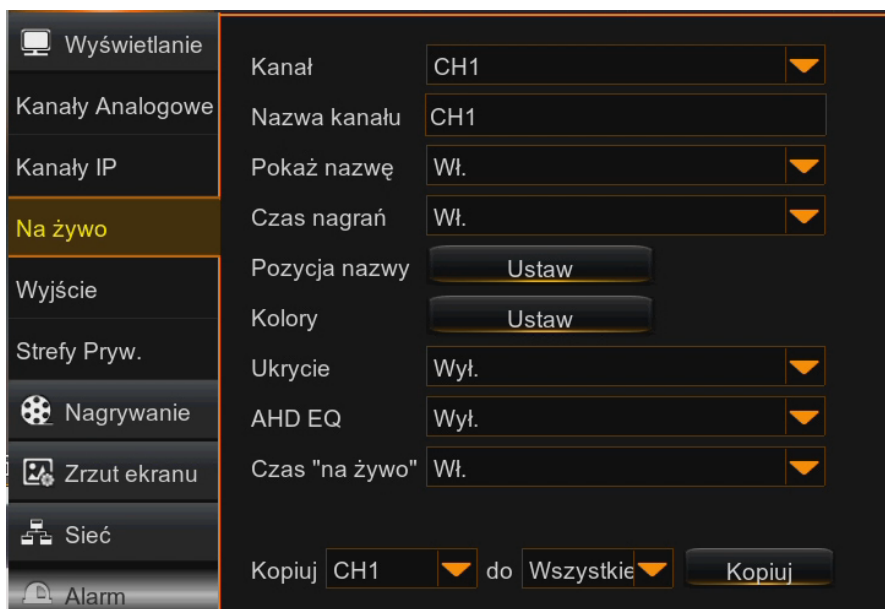 Wyświetlanie
Kanały Analogowe
Kanały IP
Na żywo
Wyjście
Strefy Pryw.
Nagrywanie
Zrzut ekranu
Sieć
Alarm
Kanał CH1
Nazwa kanału CH1
Pokaż nazwę Wł.
Czas nagrań Wł.
Pozycja nazwy Ustaw
Kolory Ustaw
Ukrycie Wył.
AHD EQ Wył.
Czas "na żywo" Wł.
Kopiuj CH1 do Wszystkie Kopiuj